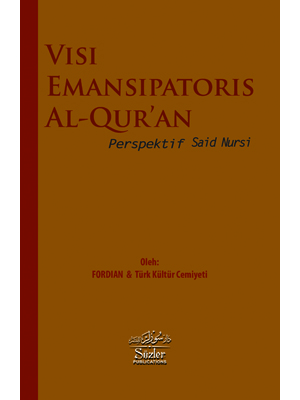 Visi
Emansipatoris
Al-Qur'an
Perspektif Said Nursi
Oleh:
FORDIAN & Türk Kültür Cemiyeti
Sözler
PUBLICATIONS